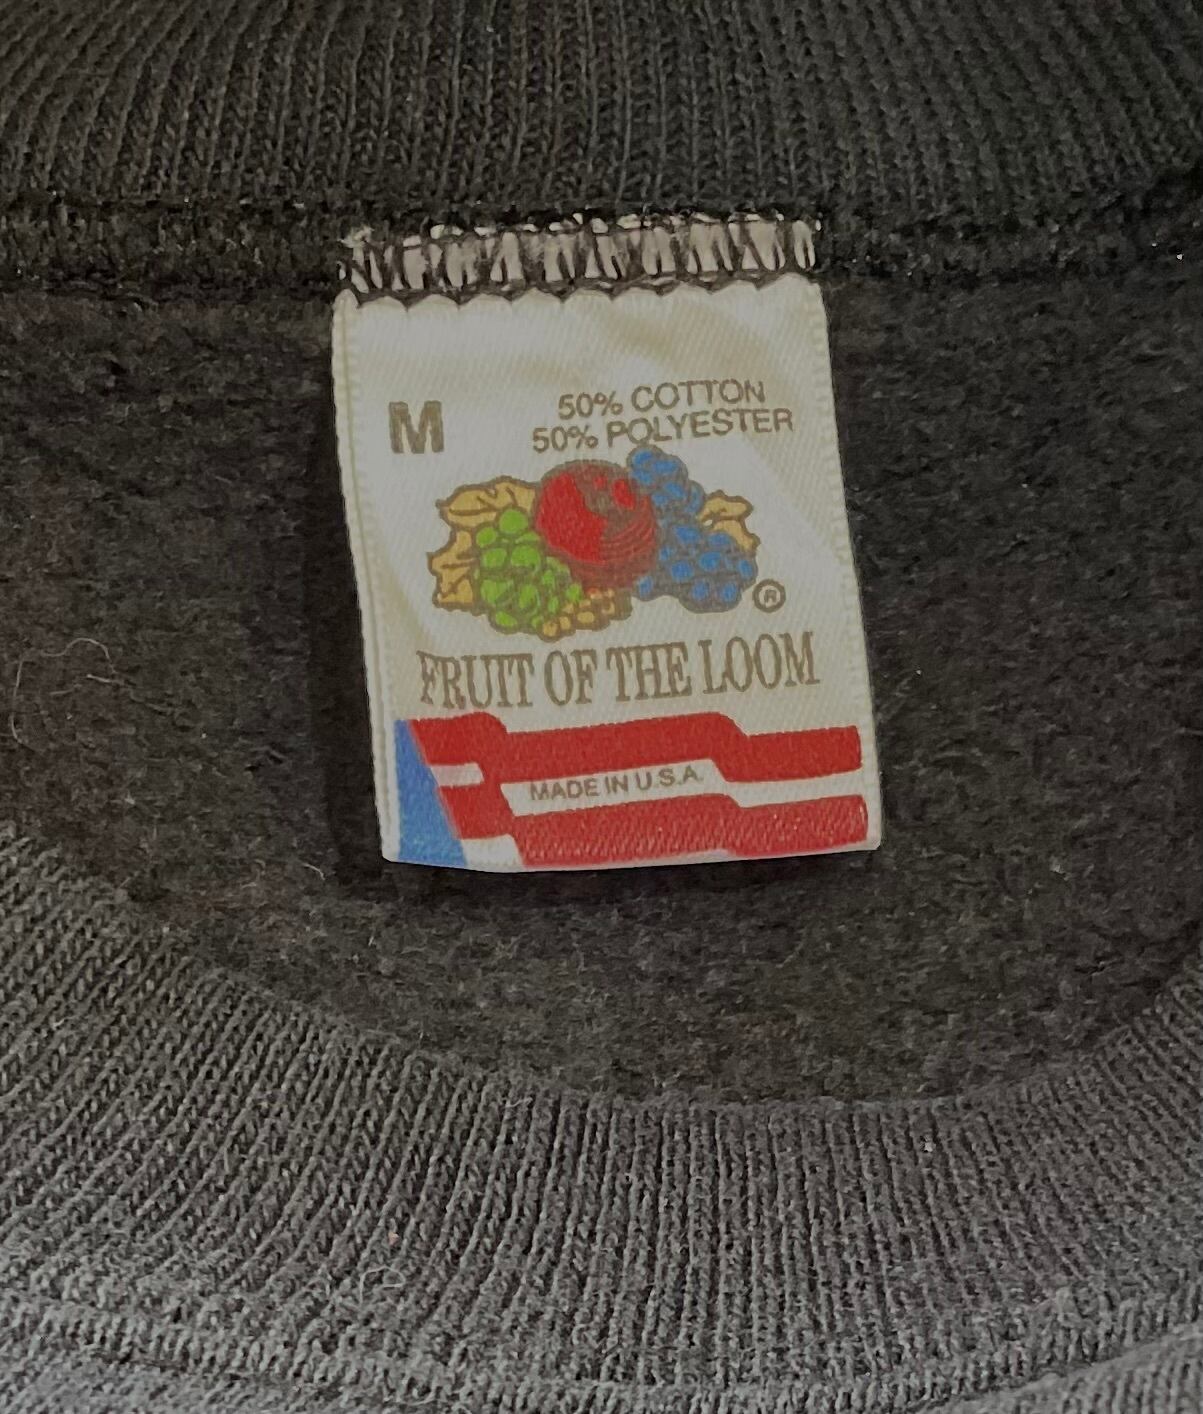 M
50% COTTON
50% POLYESTER
®
FRUIT OF THE LOOM
MADE IN U.S.A.